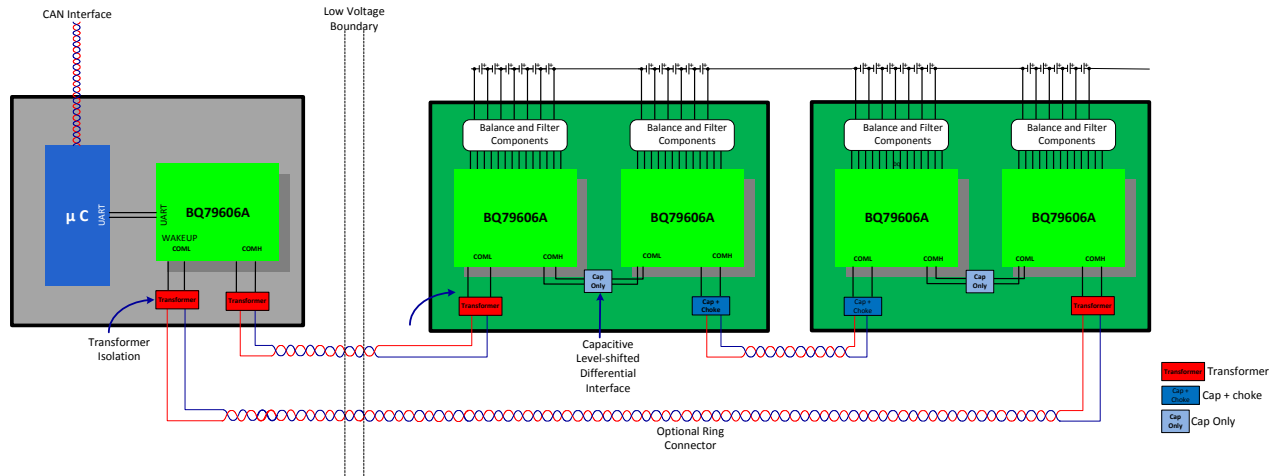 CAN Interface
Low Voltage
Boundary
µ C
UART
UART
BQ79606A
WAKEUP
COML
COMH
Transformer
Transformer
Transformer
Isolation
Balance and Filter
Components
Balance and Filter
Components
BQ79606A
BQ79606A
COML
COMH
COML
COMH
Cap
Only
Transformer
Cap +
Choke
Capacitive
Level-shifted
Differential
Interface
Balance and Filter
Components
Balance and Filter
Components
BQ79606A
BQ79606A
COML
COMH
COML
COMH
Cap
Only
Cap +
Choke
Transformer
Optional Ring
Connector
Transformer
Transformer
Cap +
Choke
Cap + choke
Cap
Only
Cap Only